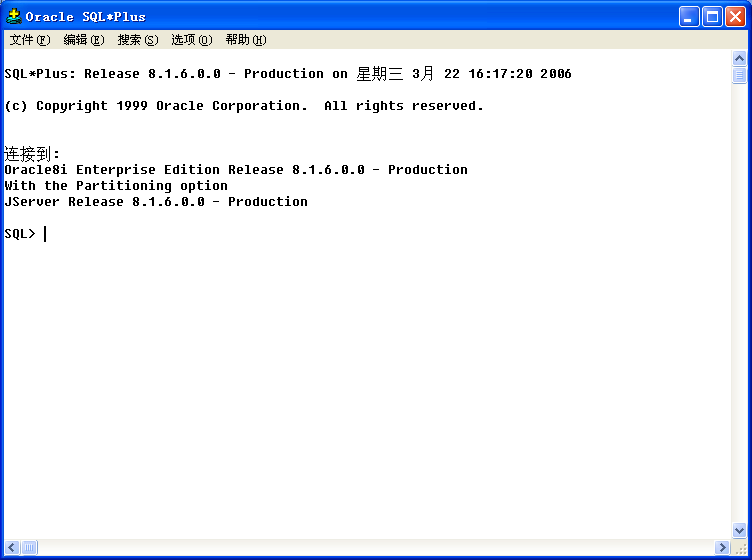 Oracle SQL*Plus
文件(F) 编辑(E) 搜索(S) 选项(O) 帮助(H)
SQL*Plus: Release 8.1.6.0.0 - Production on 星期三 3月 22 16:17:20 2006
(c) Copyright 1999 Oracle Corporation.  All rights reserved.
连接到:
Oracle8i Enterprise Edition Release 8.1.6.0.0 - Production
With the Partitioning option
JServer Release 8.1.6.0.0 - Production
SQL>